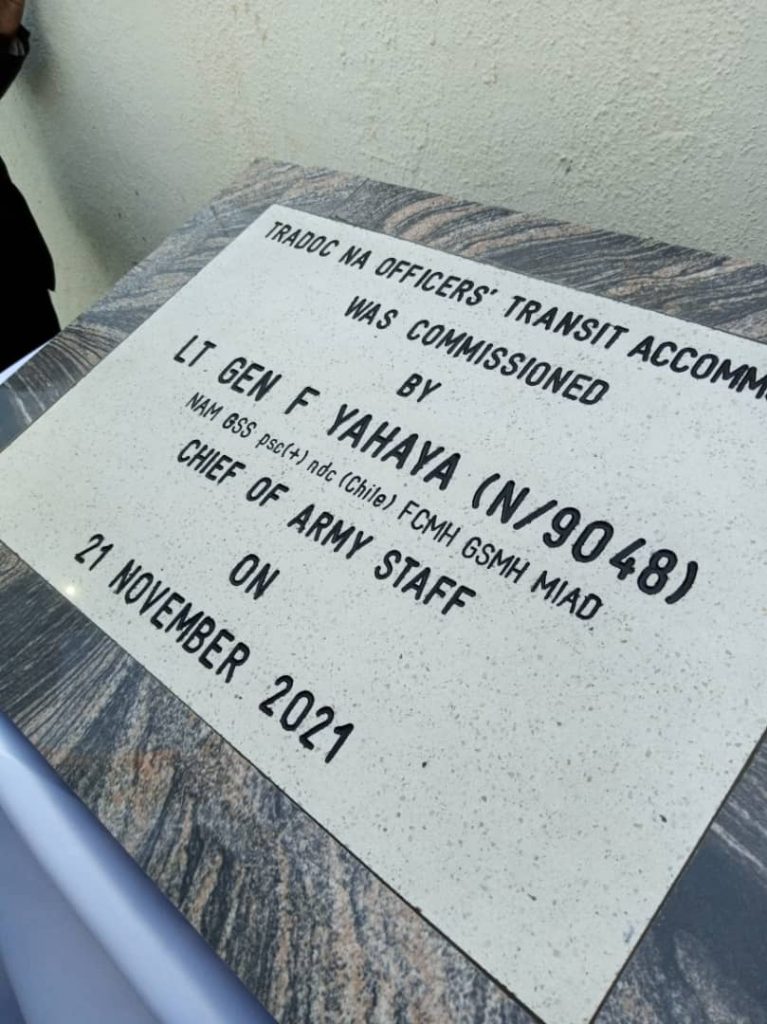 TRADOC NA OFFICERS' TRANSIT ACCOMM
WAS COMMISSIONED
BY
LT GEN F YAHAYA (N/9048)
NAM GSS psc(+) ndc (Chile) FCMH GSMH MIAD
CHIEF OF ARMY STAFF
ON
21 NOVEMBER 2021